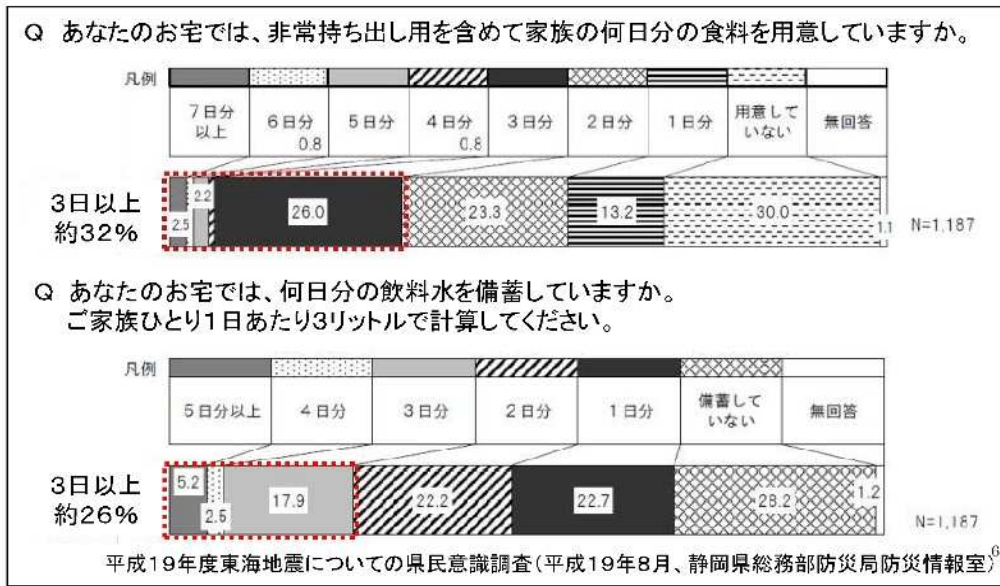 Q あなたのお宅では、非常持ち出し用を含めて家族の何日分の食料を用意していますか。
凡例
7日分以上 6日分 5日分 4日分 3日分 2日分 1日分 用意していない 無回答
0.8 0.8
3日以上
約32%
2.5 2.2 26.0 23.3 13.2 30.0 1.1 N=1,187
Q あなたのお宅では、何日分の飲料水を備蓄していますか。
ご家族ひとり1日あたり3リットルで計算してください。
凡例
5日分以上 4日分 3日分 2日分 1日分 備蓄していない 無回答
3日以上
約26%
5.2 2.5 17.9 22.2 22.7 28.2 1.2
N=1,187
平成19年度東海地震についての県民意識調査(平成19年8月、静岡県総務部防災局防災情報室)
6